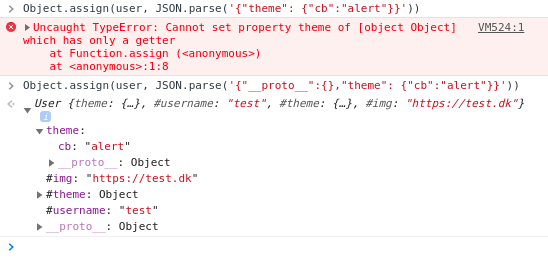 Object.assign(user, JSON.parse('{"theme": {"cb":"alert"}}'))
Uncaught TypeError: Cannot set property theme of [object Object] VM524:1
which has only a getter
at Function.assign (<anonymous>)
at <anonymous>:1:8
Object.assign(user, JSON.parse('{"__proto__":{},"theme": {"cb":"alert"}}'))
User {theme: {…}, #username: "test", #theme: {…}, #img: "https://test.dk"}
i
theme:
cb: "alert"
__proto__: Object
#img: "https://test.dk"
#theme: Object
#username: "test"
__proto__: Object